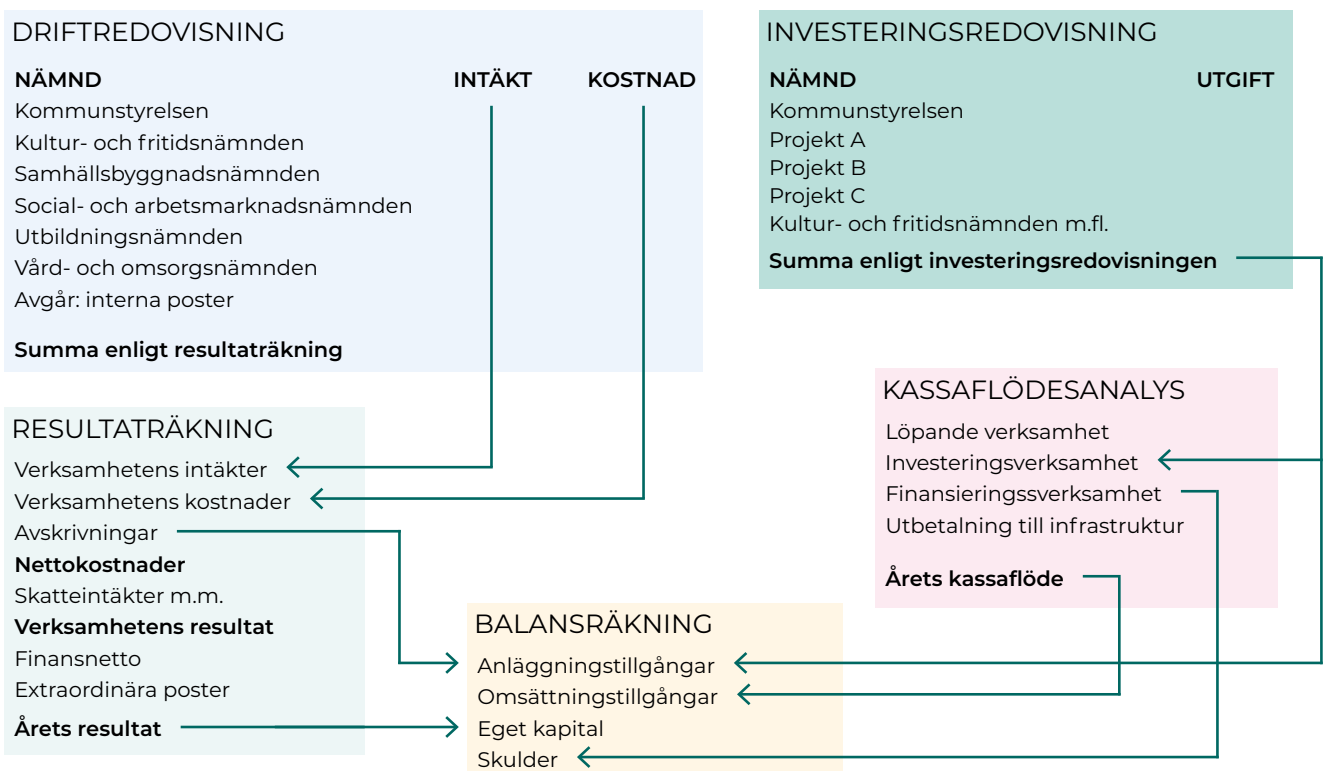 DRIFTREDOVISNING
NÄMND INTÄKT KOSTNAD
Kommunstyrelsen
Kultur- och fritidsnämnden
Samhällsbyggnadsnämnden
Social- och arbetsmarknadsnämnden
Utbildningsnämnden
Vård- och omsorgsnämnden
Avgår: interna poster
Summa enligt resultaträkning
INVESTERINGSREDOVISNING
NÄMND UTGIFT
Kommunstyrelsen
Projekt A
Projekt B
Projekt C
Kultur- och fritidsnämnden m.fl.
Summa enligt investeringsredovisningen
RESULTATRÄKNING
Verksamhetens intäkter
Verksamhetens kostnader
Avskrivningar
Nettokostnader
Skatteintäkter m.m.
Verksamhetens resultat
Finansnetto
Extraordinära poster
Årets resultat
KASSAFLÖDESANALYS
Löpande verksamhet
Investeringsverksamhet
Finansieringssverksamhet
Utbetalning till infrastruktur
Årets kassaflöde
BALANSRÄKNING
Anläggningstillgångar
Omsättningstillgångar
Eget kapital
Skulder